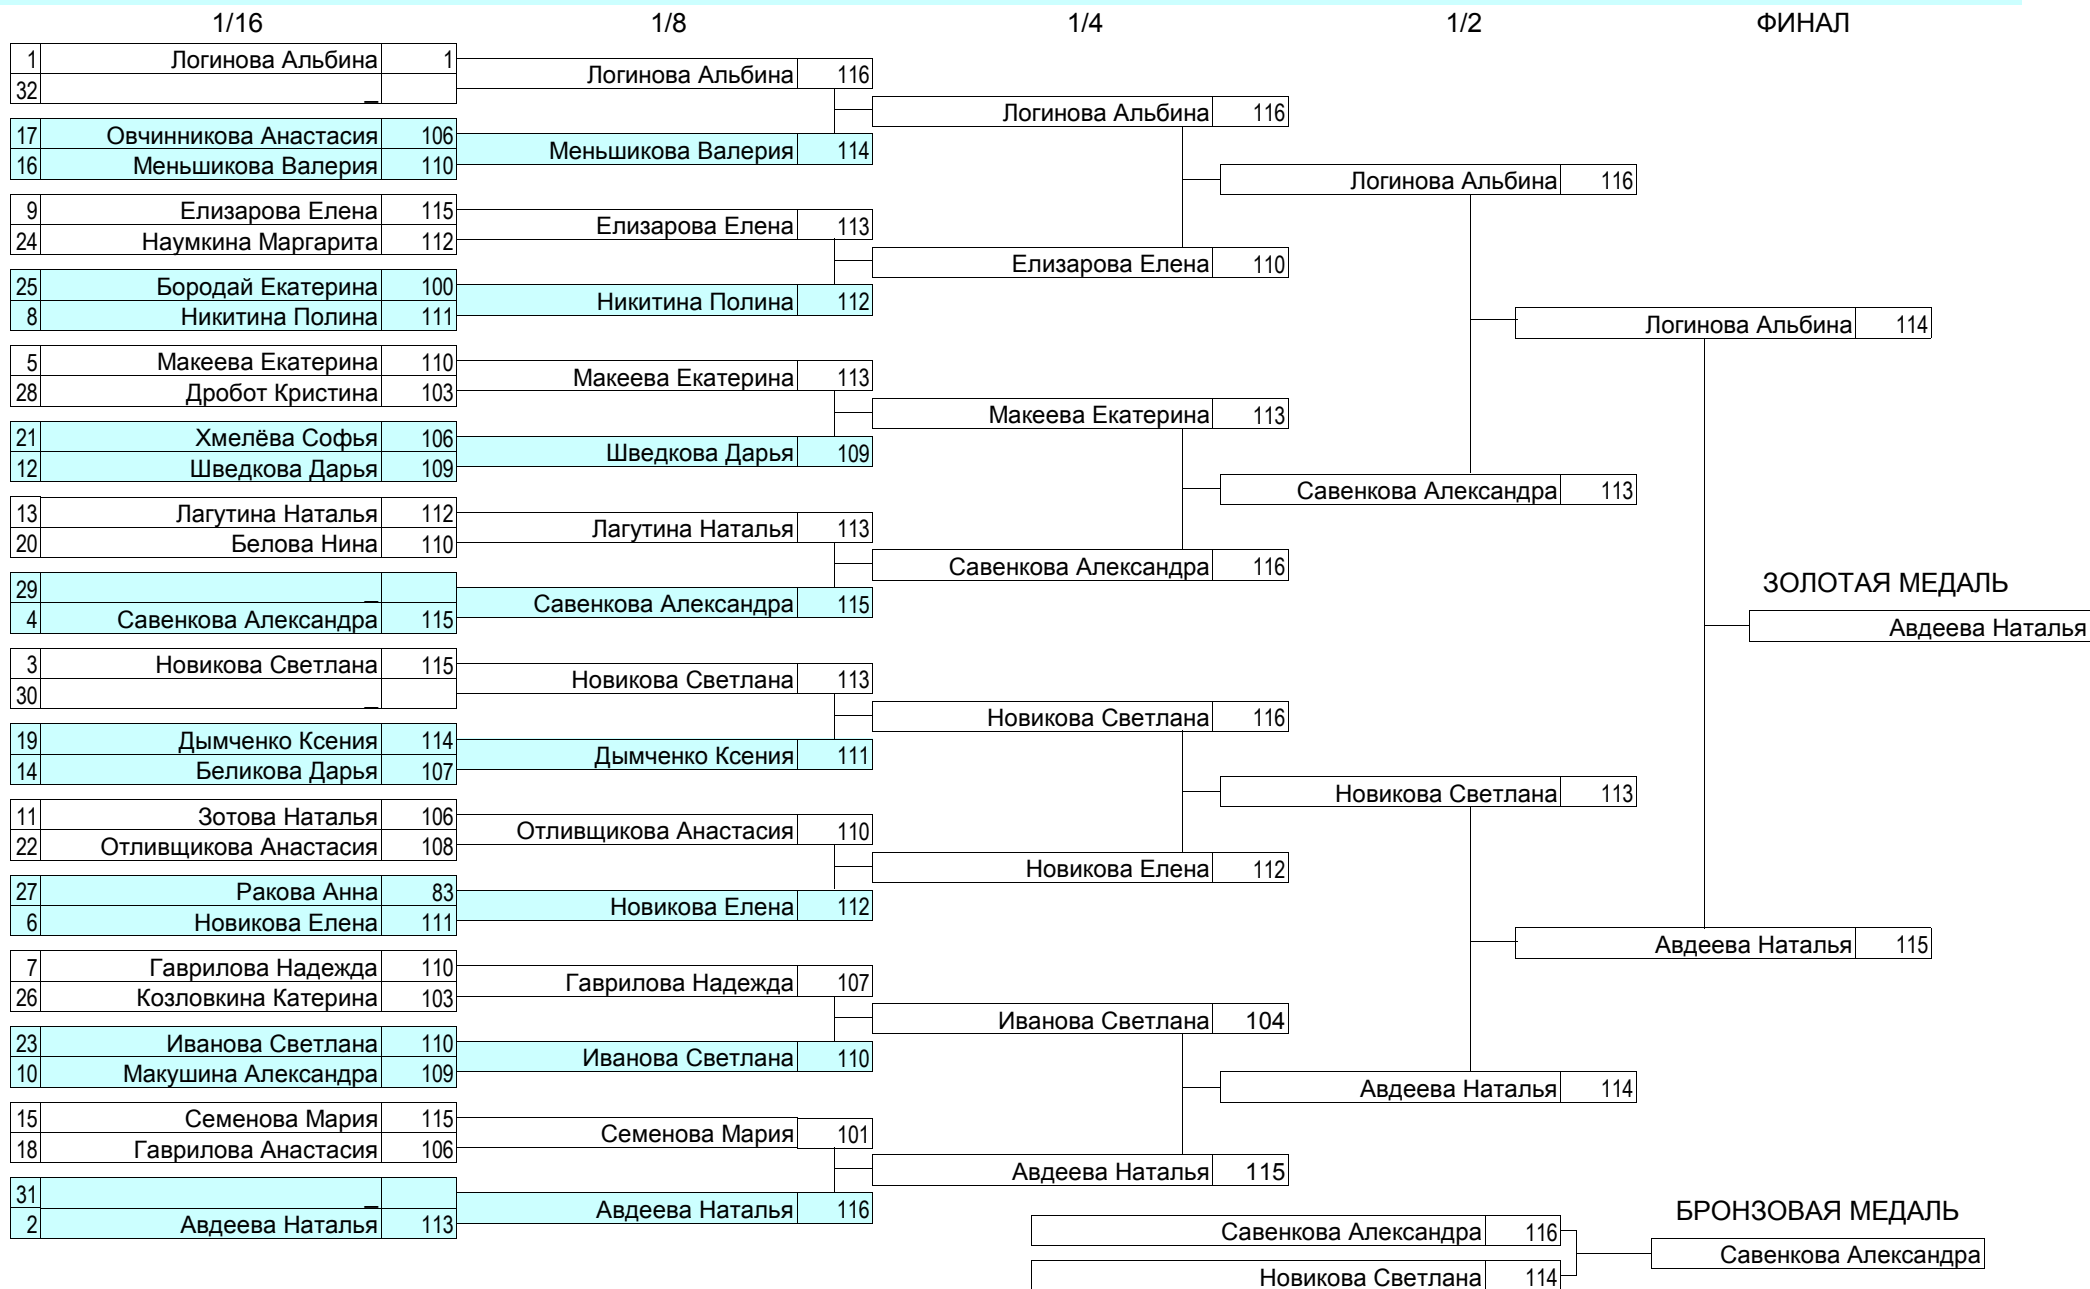 1/16 1/8 1/4 1/2 ФИНАЛ
1 Логинова Альбина 1
32 _
17 Овчинникова Анастасия 106
16 Меньшикова Валерия 110
9 Елизарова Елена 115
24 Наумкина Маргарита 112
25 Бородай Екатерина 100
8 Никитина Полина 111
5 Макеева Екатерина 110
28 Дробот Кристина 103
21 Хмелёва Софья 106
12 Шведкова Дарья 109
13 Лагутина Наталья 112
20 Белова Нина 110
29 _
4 Савенкова Александра 115
3 Новикова Светлана 115
30 _
19 Дымченко Ксения 114
14 Беликова Дарья 107
11 Зотова Наталья 106
22 Отливщикова Анастасия 108
27 Ракова Анна 83
6 Новикова Елена 111
7 Гаврилова Надежда 110
26 Козловкина Катерина 103
23 Иванова Светлана 110
10 Макушина Александра 109
15 Семенова Мария 115
18 Гаврилова Анастасия 106
31 _
2 Авдеева Наталья 113
Логинова Альбина 116
Меньшикова Валерия 114
Елизарова Елена 113
Никитина Полина 112
Макеева Екатерина 113
Шведкова Дарья 109
Лагутина Наталья 113
Савенкова Александра 115
Новикова Светлана 113
Дымченко Ксения 111
Отливщикова Анастасия 110
Новикова Елена 112
Гаврилова Надежда 107
Иванова Светлана 110
Семенова Мария 101
Авдеева Наталья 116
Логинова Альбина 116
Елизарова Елена 110
Макеева Екатерина 113
Савенкова Александра 116
Новикова Светлана 116
Новикова Елена 112
Иванова Светлана 104
Авдеева Наталья 115
Логинова Альбина 116
Савенкова Александра 113
Новикова Светлана 113
Авдеева Наталья 114
Логинова Альбина 114
Авдеева Наталья 115
ЗОЛОТАЯ МЕДАЛЬ
Авдеева Наталья
Савенкова Александра 116
Новикова Светлана 114
БРОНЗОВАЯ МЕДАЛЬ
Савенкова Александра